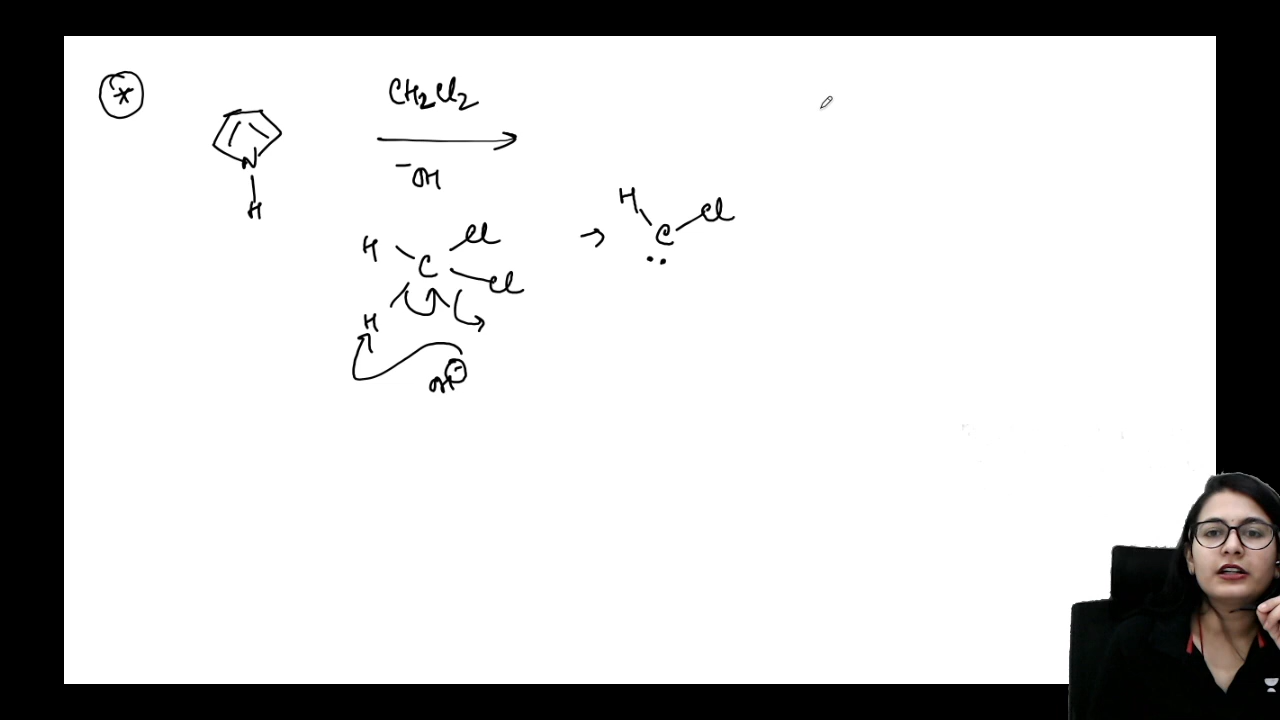 *
CH2Cl2
N
H
-OH
H C Cl
Cl
H
OH-
→ H C Cl